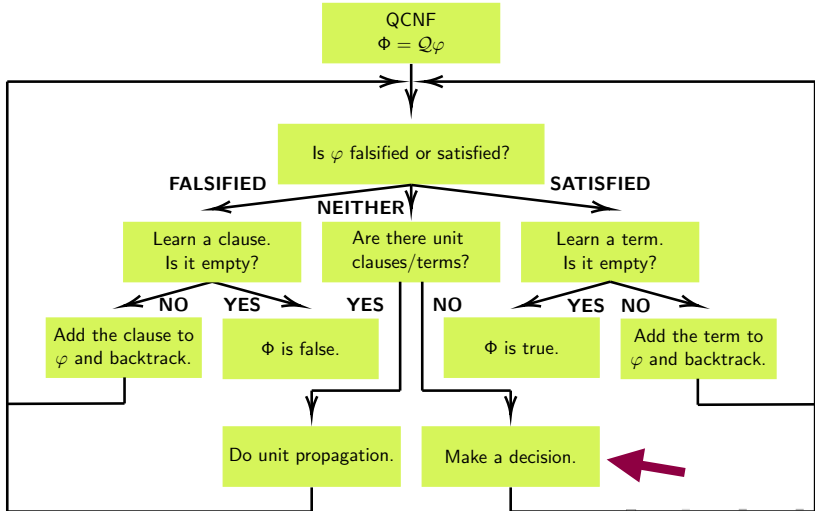 QCNF
Φ = 𝒬φ
Is φ falsified or satisfied?
FALSIFIED
NEITHER
SATISFIED
Learn a clause.
Is it empty?
Are there unit
clauses/terms?
Learn a term.
Is it empty?
NO
YES
YES
NO
YES
NO
Add the clause to
φ and backtrack.
Φ is false.
Φ is true.
Add the term to
φ and backtrack.
Do unit propagation.
Make a decision.